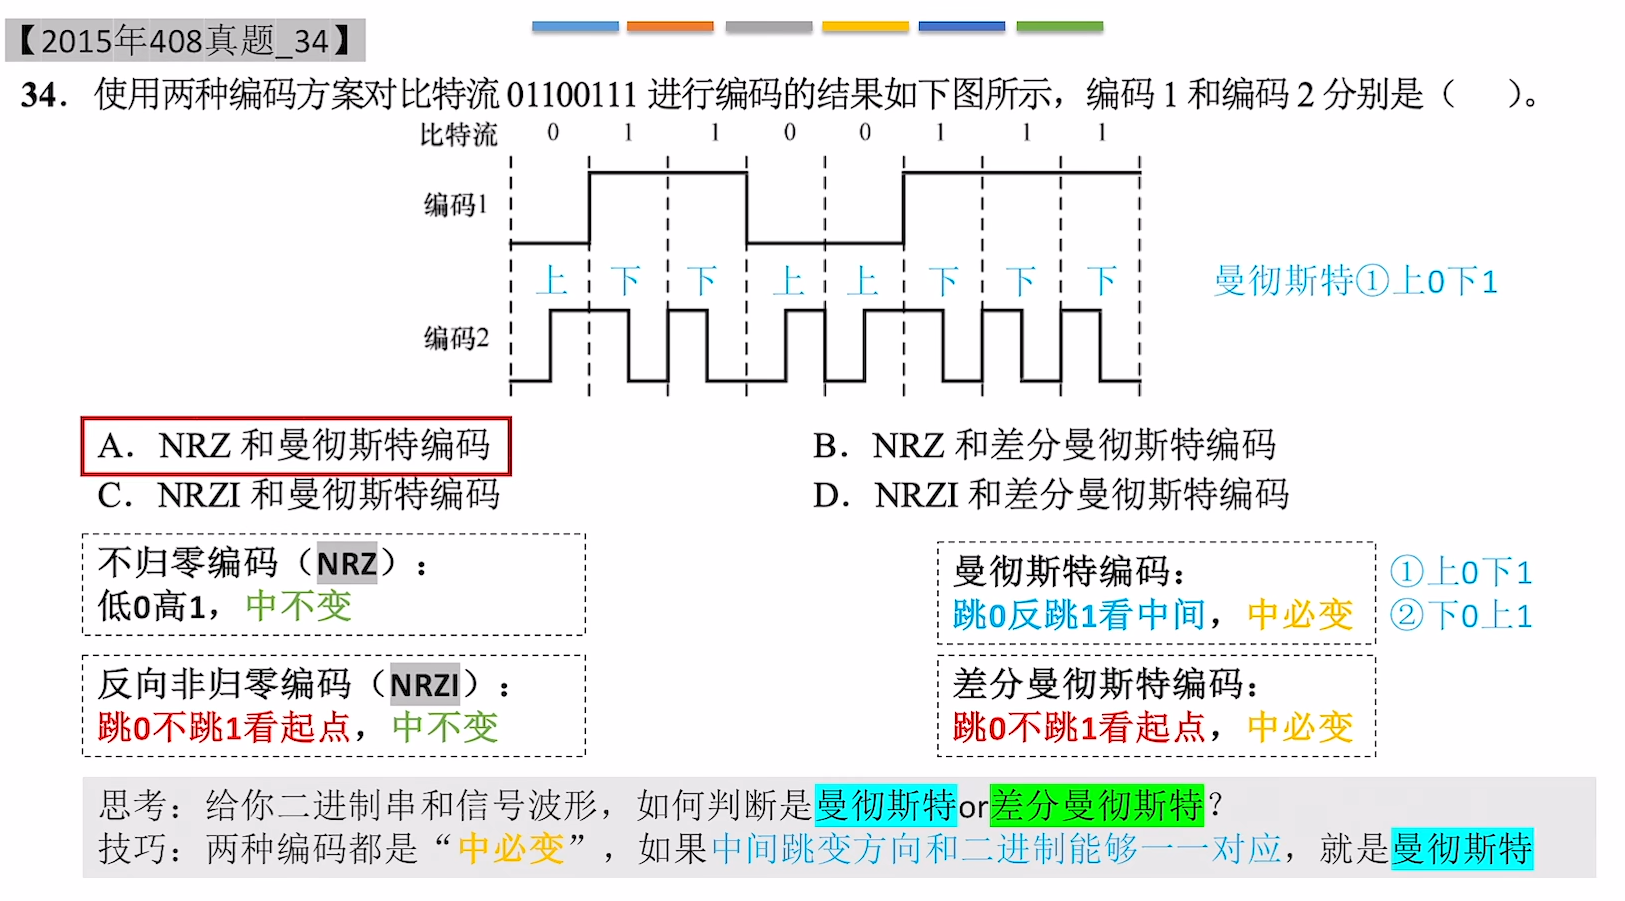 【2015年408真题_34】
34． 使用两种编码方案对比特流 01100111 进行编码的结果如下图所示，编码 1 和编码 2 分别是（　　）。
比特流 0 1 1 0 0 1 1 1
编码1
上 下 下 上 上 下 下 下 曼彻斯特①上0下1
编码2
A．NRZ 和曼彻斯特编码 B．NRZ 和差分曼彻斯特编码
C．NRZI 和曼彻斯特编码 D．NRZI 和差分曼彻斯特编码
不归零编码（NRZ）：
低0高1，中不变
曼彻斯特编码：
跳0反跳1看中间，中必变
①上0下1
②下0上1
反向非归零编码（NRZI）：
跳0不跳1看起点，中不变
差分曼彻斯特编码：
跳0不跳1看起点，中必变
思考：给你二进制串和信号波形，如何判断是曼彻斯特or差分曼彻斯特？
技巧：两种编码都是“中必变”，如果中间跳变方向和二进制能够一一对应，就是曼彻斯特